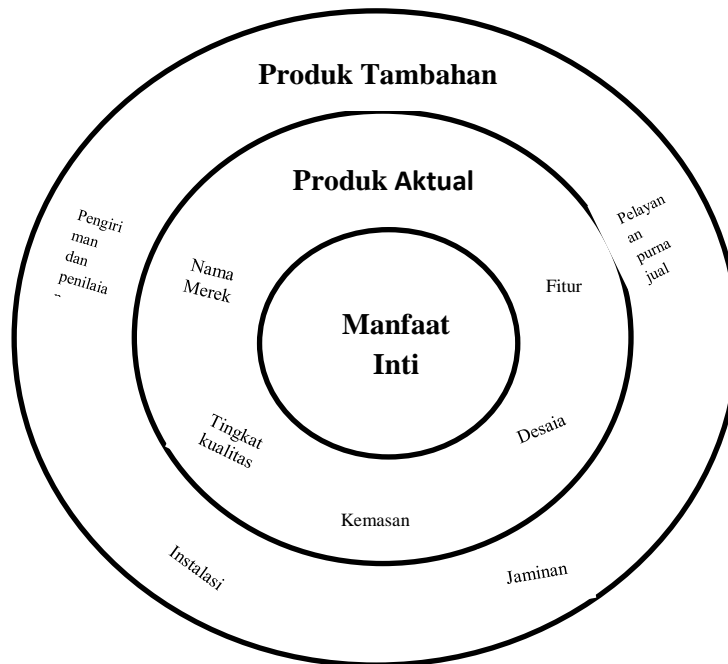 Produk Tambahan
Produk Aktual
Pengiri
man
dan
penilaia
Pelayan
an
purna
jual
Nama
Merek
Fitur
Manfaat
Inti
Tingkat
kualitas
Desaia
Kemasan
Instalasi
Jaminan